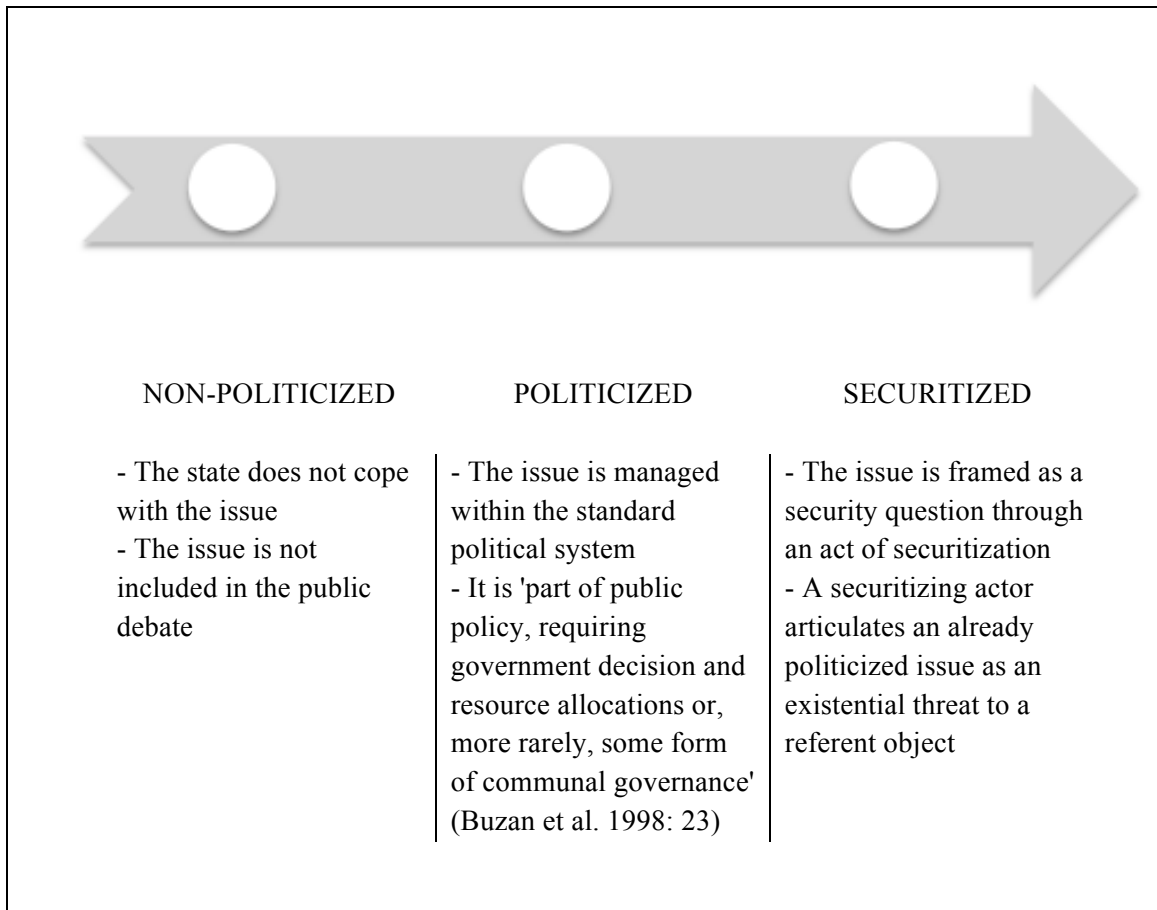 NON-POLITICIZED
- The state does not cope
with the issue
- The issue is not
included in the public
debate
POLITICIZED
- The issue is managed
within the standard
political system
- It is 'part of public
policy, requiring
government decision and
resource allocations or,
more rarely, some form
of communal governance'
(Buzan et al. 1998: 23)
SECURITIZED
- The issue is framed as a
security question through
an act of securitization
- A securitizing actor
articulates an already
politicized issue as an
existential threat to a
referent object